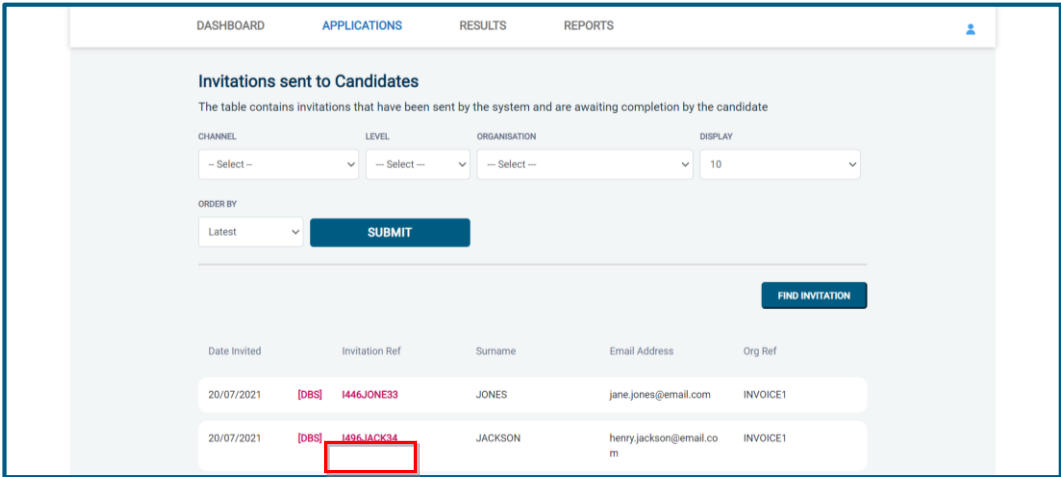 DASHBOARD APPLICATIONS RESULTS REPORTS
Invitations sent to Candidates
The table contains invitations that have been sent by the system and are awaiting completion by the candidate
CHANNEL LEVEL ORGANISATION DISPLAY
-- Select -- --- Select --- --- Select --- 10
ORDER BY
Latest SUBMIT
FIND INVITATION
Date Invited Invitation Ref Surname Email Address Org Ref
20/07/2021 [DBS] I446JONE33 JONES jane.jones@email.com INVOICE1
20/07/2021 [DBS] I496JACK34 JACKSON henry.jackson@email.co INVOICE1
m